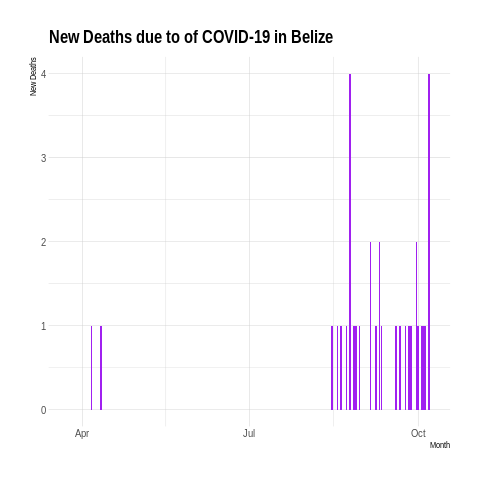 New Deaths due to of COVID-19 in Belize
New Deaths
4
3
2
1
0
Apr
Jul
Oct
Month